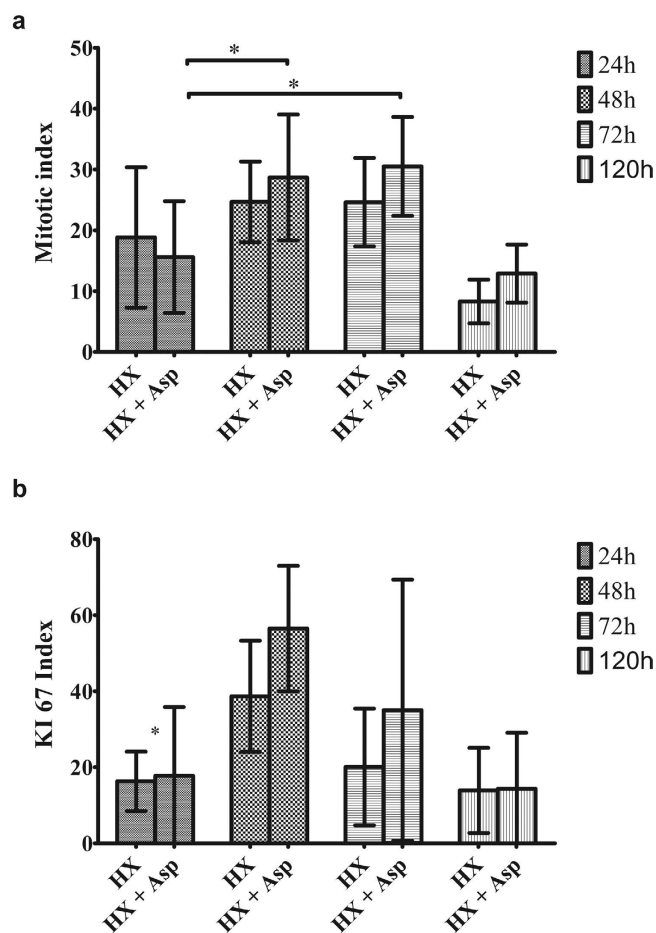 a
50
40
30
20
10
0
Mitotic index
*
*
24h
48h
72h
120h
HX
HX + Asp
HX
HX + Asp
HX
HX + Asp
HX
HX + Asp
b
80
60
40
20
0
KI 67 Index
*
24h
48h
72h
120h
HX
HX + Asp
HX
HX + Asp
HX
HX + Asp
HX
HX + Asp